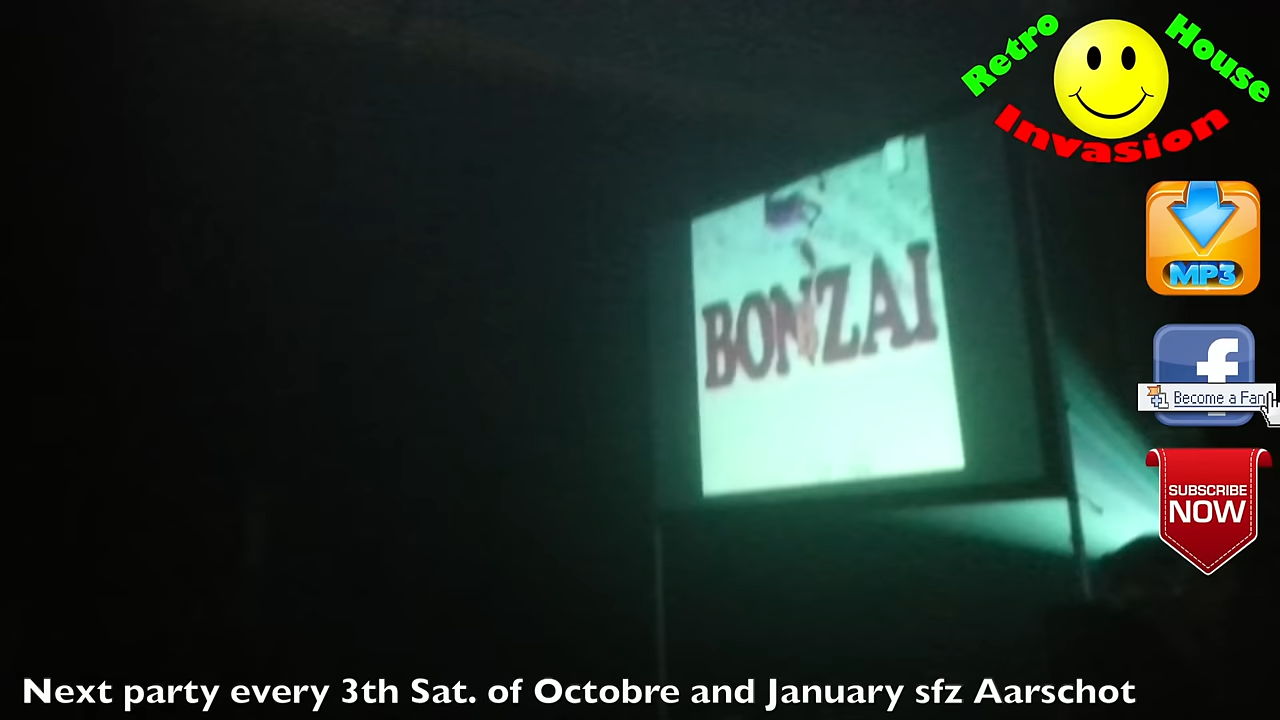 Retro House
Invasion
BONZAI
MP3
Become a Fan
SUBSCRIBE
NOW
Next party every 3th Sat. of Octobre and January sfz Aarschot